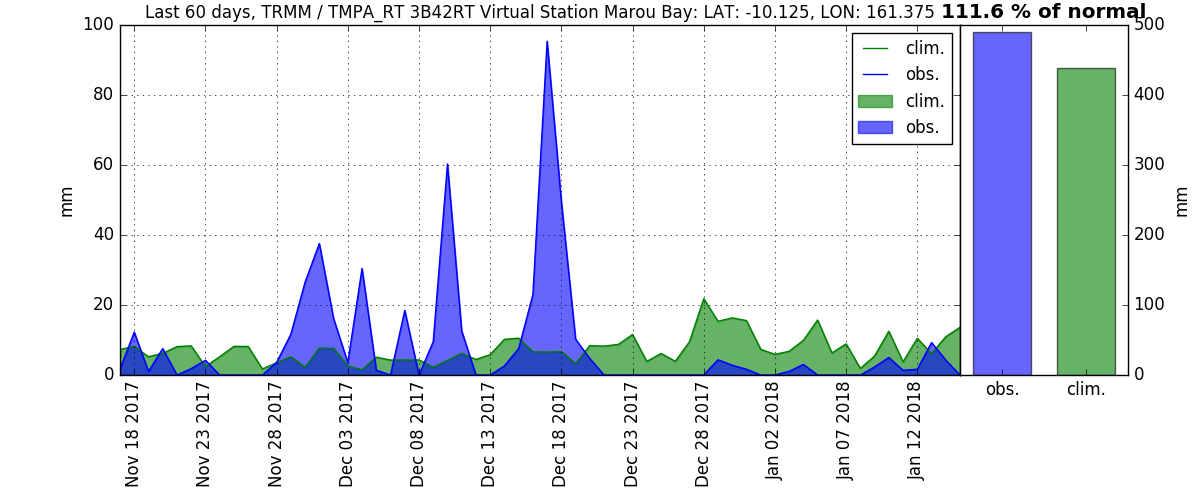 Last 60 days, TRMM / TMPA_RT 3B42RT Virtual Station Marou Bay: LAT: -10.125, LON: 161.375 111.6 % of normal
100
80
60
40
20
0
mm
clim.
obs.
clim.
obs.
500
400
300
200
100
0
mm
obs. clim.
Nov 18 2017
Nov 23 2017
Nov 28 2017
Dec 03 2017
Dec 08 2017
Dec 13 2017
Dec 18 2017
Dec 23 2017
Dec 28 2017
Jan 02 2018
Jan 07 2018
Jan 12 2018